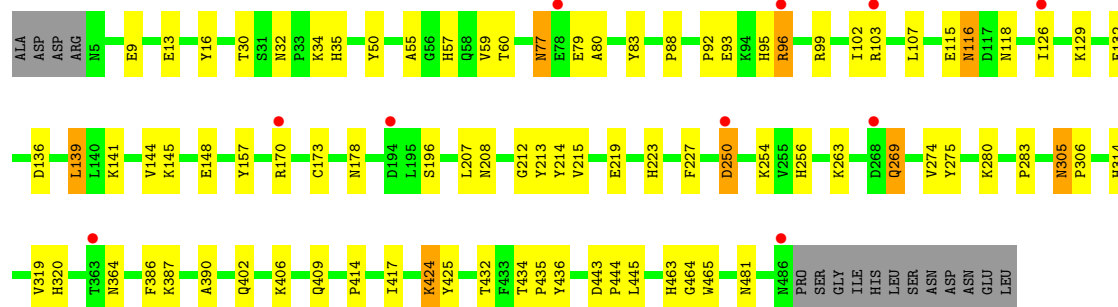 ALA ASP ASP ARG N5 E9 E13 Y16 T30 S31 N32 P33 K34 H35 Y50 A55 G56 H57 Q58 V59 T60 N77 E78 E79 A80 Y83 P88 P92 E93 K94 H95 R96 R99 I102 R103 L107 E115 N116 D117 N118 I126 K129
D136 L139 L140 K141 V144 K145 E148 Y157 R170 C173 N178 D194 L195 S196 L207 N208 G212 Y213 Y214 V215 E219 H223 F227 D250 K254 V255 H256 K263 D268 Q269 V274 Y275 K280 P283 N305 P306
V319 H320 T363 N364 F386 K387 A390 Q402 K406 Q409 P414 I417 K424 Y425 T432 F433 T434 P435 Y436 D443 P444 L445 H463 G464 W465 N481 N486 PRO SER GLY ILE HIS LEU SER ASN ASP ASN GLU LEU